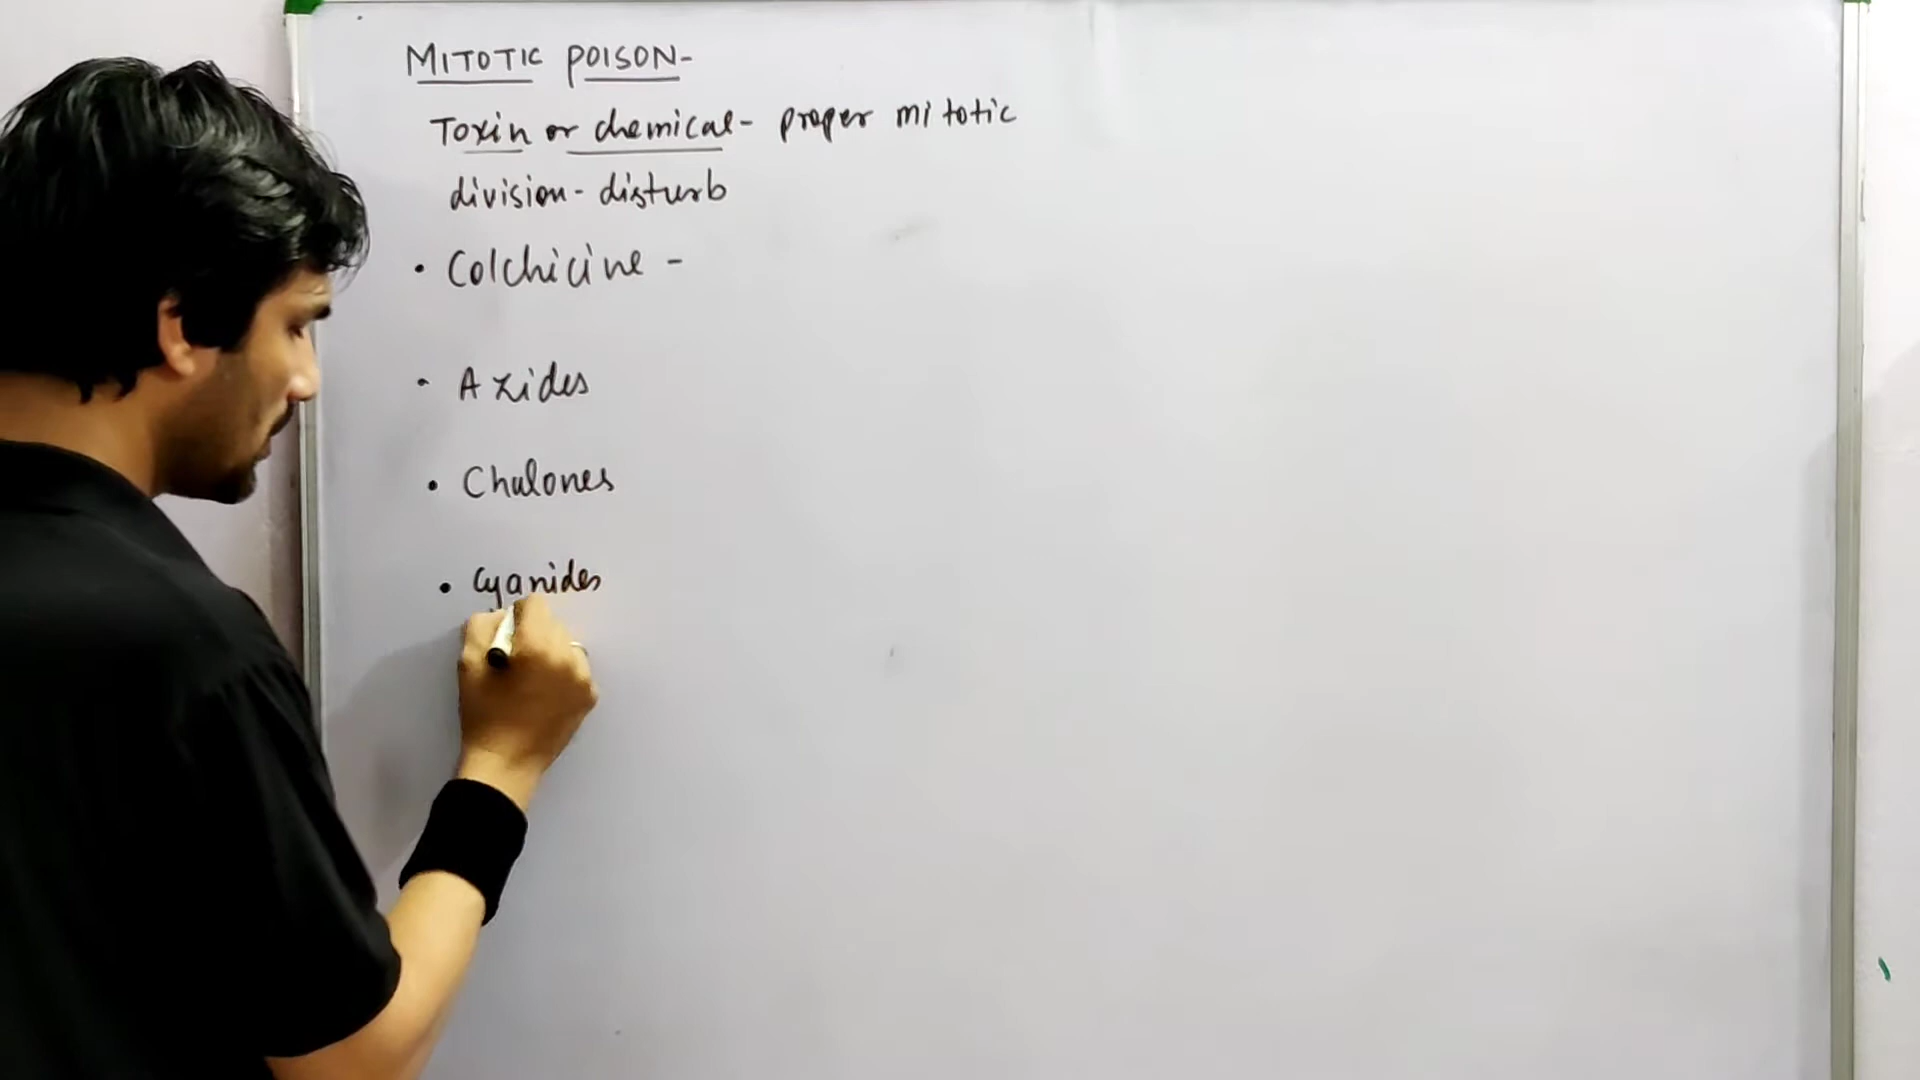 MITOTIC POISON-
Toxin or chemical- proper mitotic
division- disturb
• Colchicine -
• Azides
• Chalones
• Cyanides